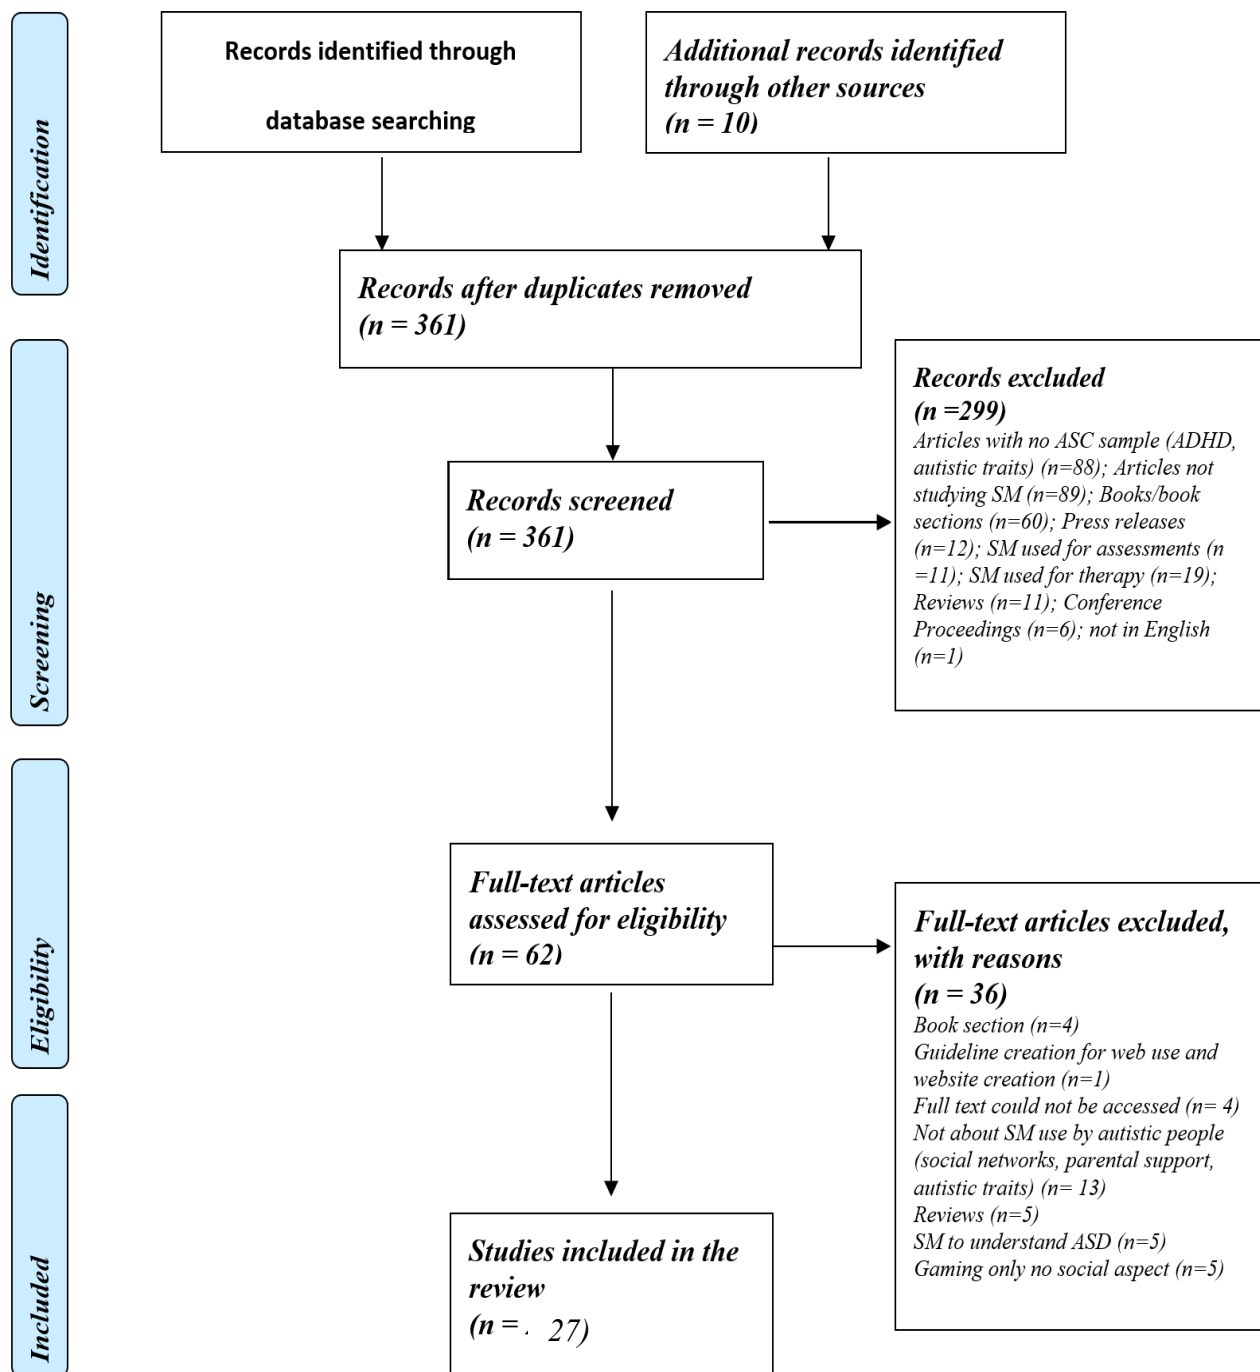 Identification
Records identified through
database searching
Additional records identified
through other sources
(n = 10)
Records after duplicates removed
(n = 361)
Screening
Records screened
(n = 361)
Records excluded
(n =299)
Articles with no ASC sample (ADHD,
autistic traits) (n=88); Articles not
studying SM (n=89); Books/book
sections (n=60); Press releases
(n=12); SM used for assessments (n
=11); SM used for therapy (n=19);
Reviews (n=11); Conference
Proceedings (n=6); not in English
(n=1)
Eligibility
Full-text articles
assessed for eligibility
(n = 62)
Full-text articles excluded,
with reasons
(n = 36)
Book section (n=4)
Guideline creation for web use and
website creation (n=1)
Full text could not be accessed (n= 4)
Not about SM use by autistic people
(social networks, parental support,
autistic traits) (n= 13)
Reviews (n=5)
SM to understand ASD (n=5)
Gaming only no social aspect (n=5)
Included
Studies included in the
review
(n = 27)